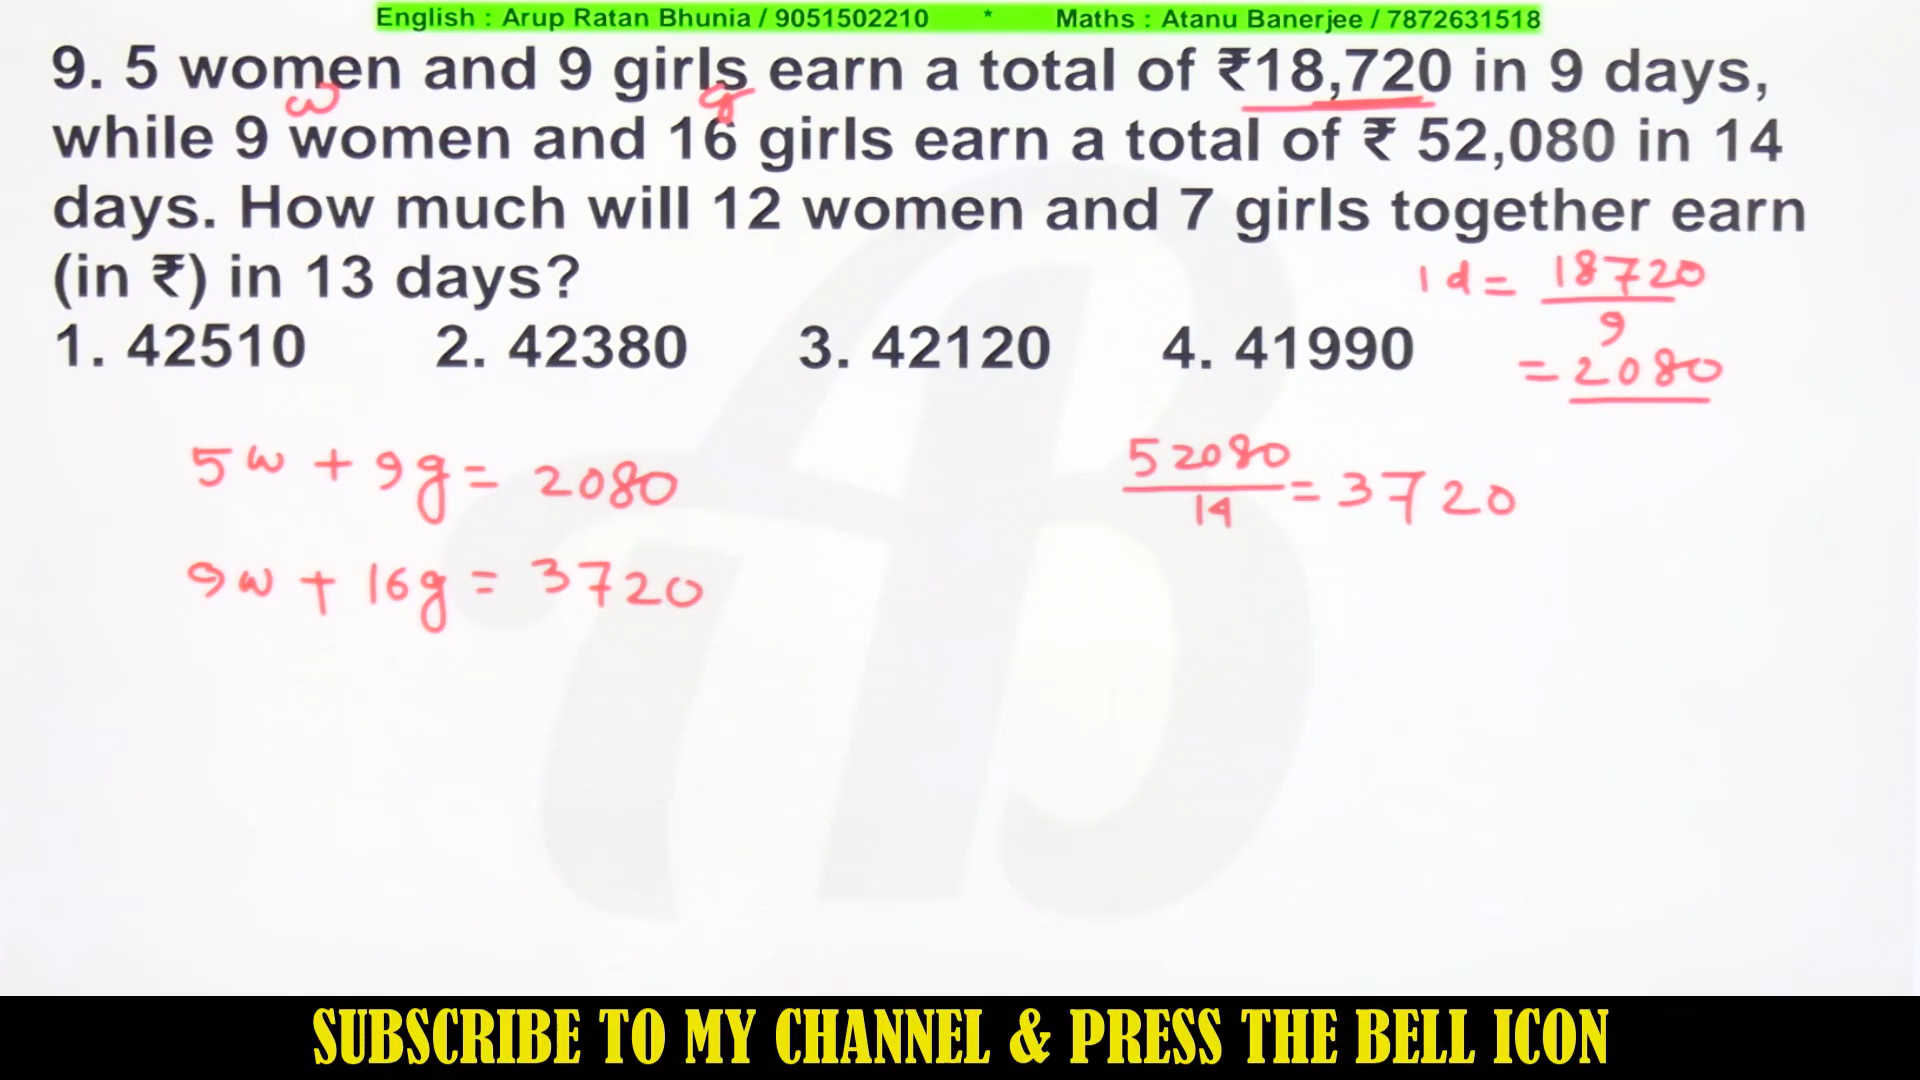 English : Arup Ratan Bhunia / 9051502210 * Maths : Atanu Banerjee / 7872631518
9. 5 women and 9 girls earn a total of ₹18,720 in 9 days,
w g
while 9 women and 16 girls earn a total of ₹ 52,080 in 14
days. How much will 12 women and 7 girls together earn
(in ₹) in 13 days?
1d = 18720
9
1. 42510 2. 42380 3. 42120 4. 41990
= 2080
5w + 9g = 2080
52080
14
= 3720
9w + 16g = 3720
AB
SUBSCRIBE TO MY CHANNEL & PRESS THE BELL ICON